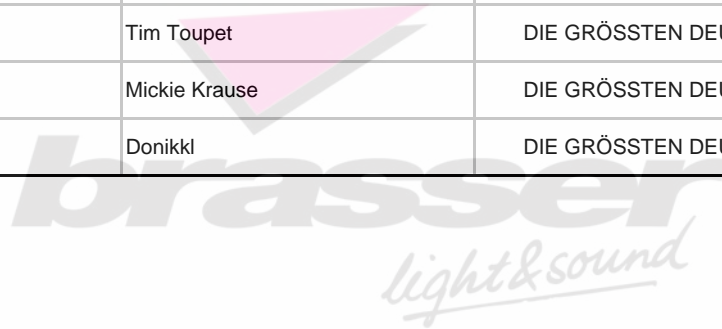 Tim Toupet DIE GRÖSSTEN DEU
Mickie Krause DIE GRÖSSTEN DEU
Donikkl DIE GRÖSSTEN DEU
brasser
light&sound